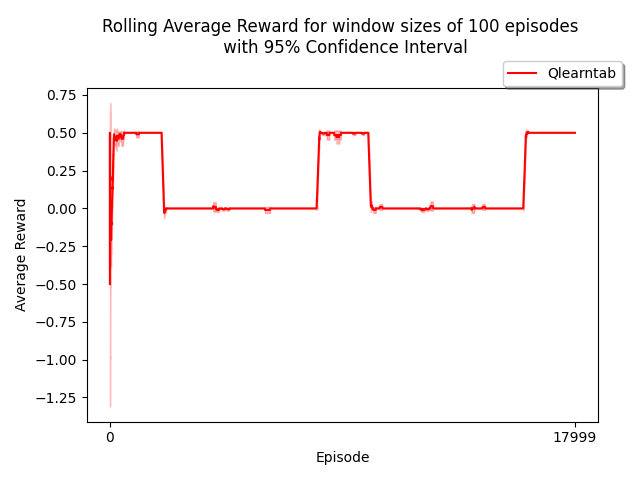 Rolling Average Reward for window sizes of 100 episodes
with 95% Confidence Interval
Qlearntab
0.75
0.50
0.25
0.00
−0.25
−0.50
−0.75
−1.00
−1.25
Average Reward
0
17999
Episode